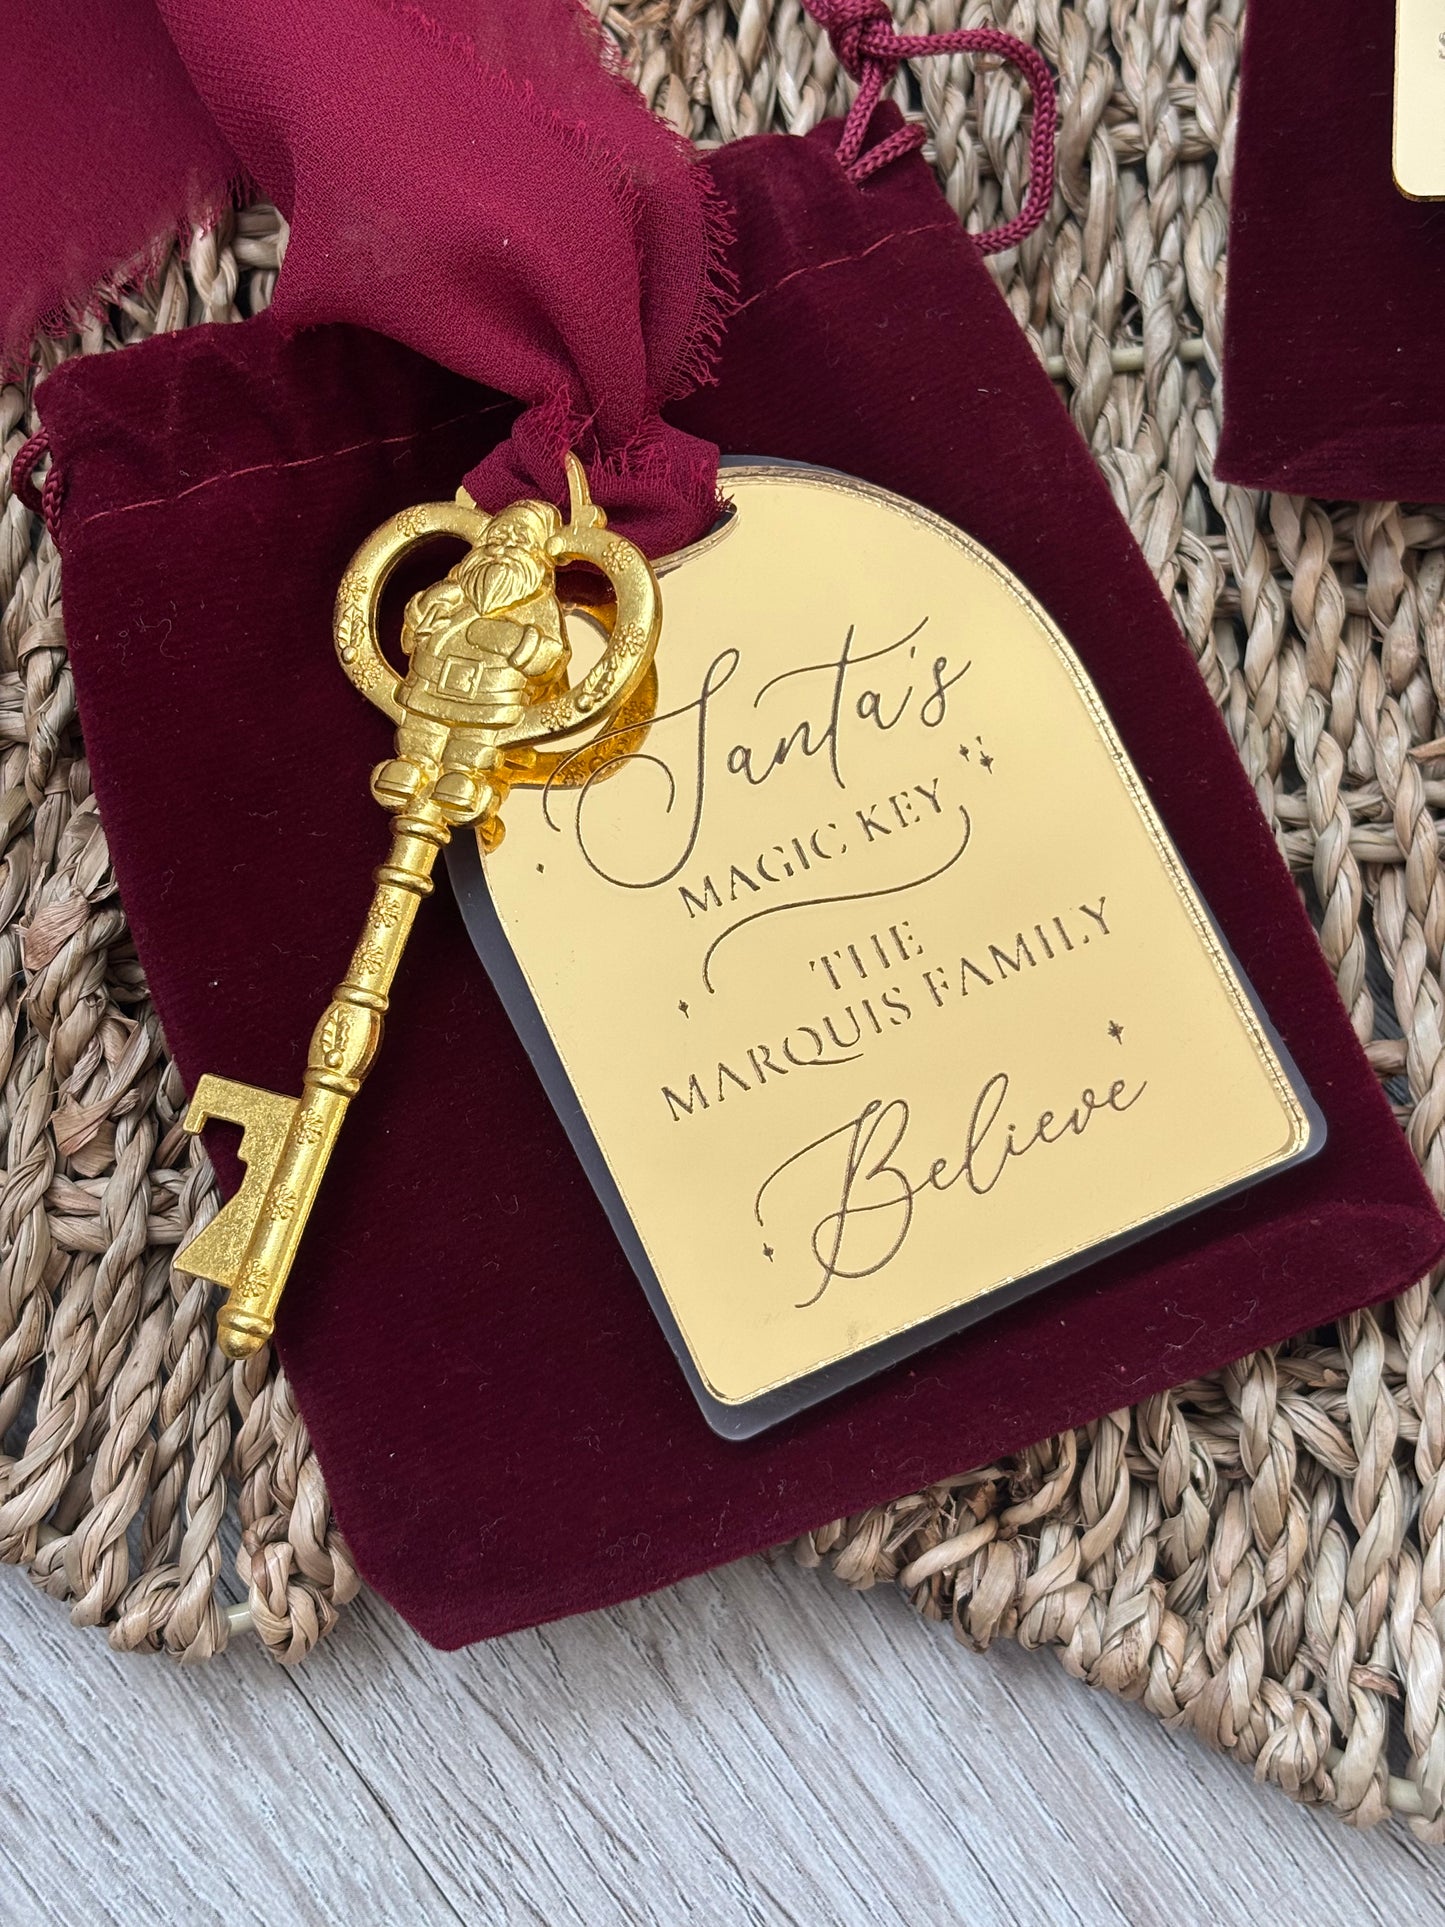 Santa's
MAGIC KEY
THE
MARQUIS FAMILY
Believe